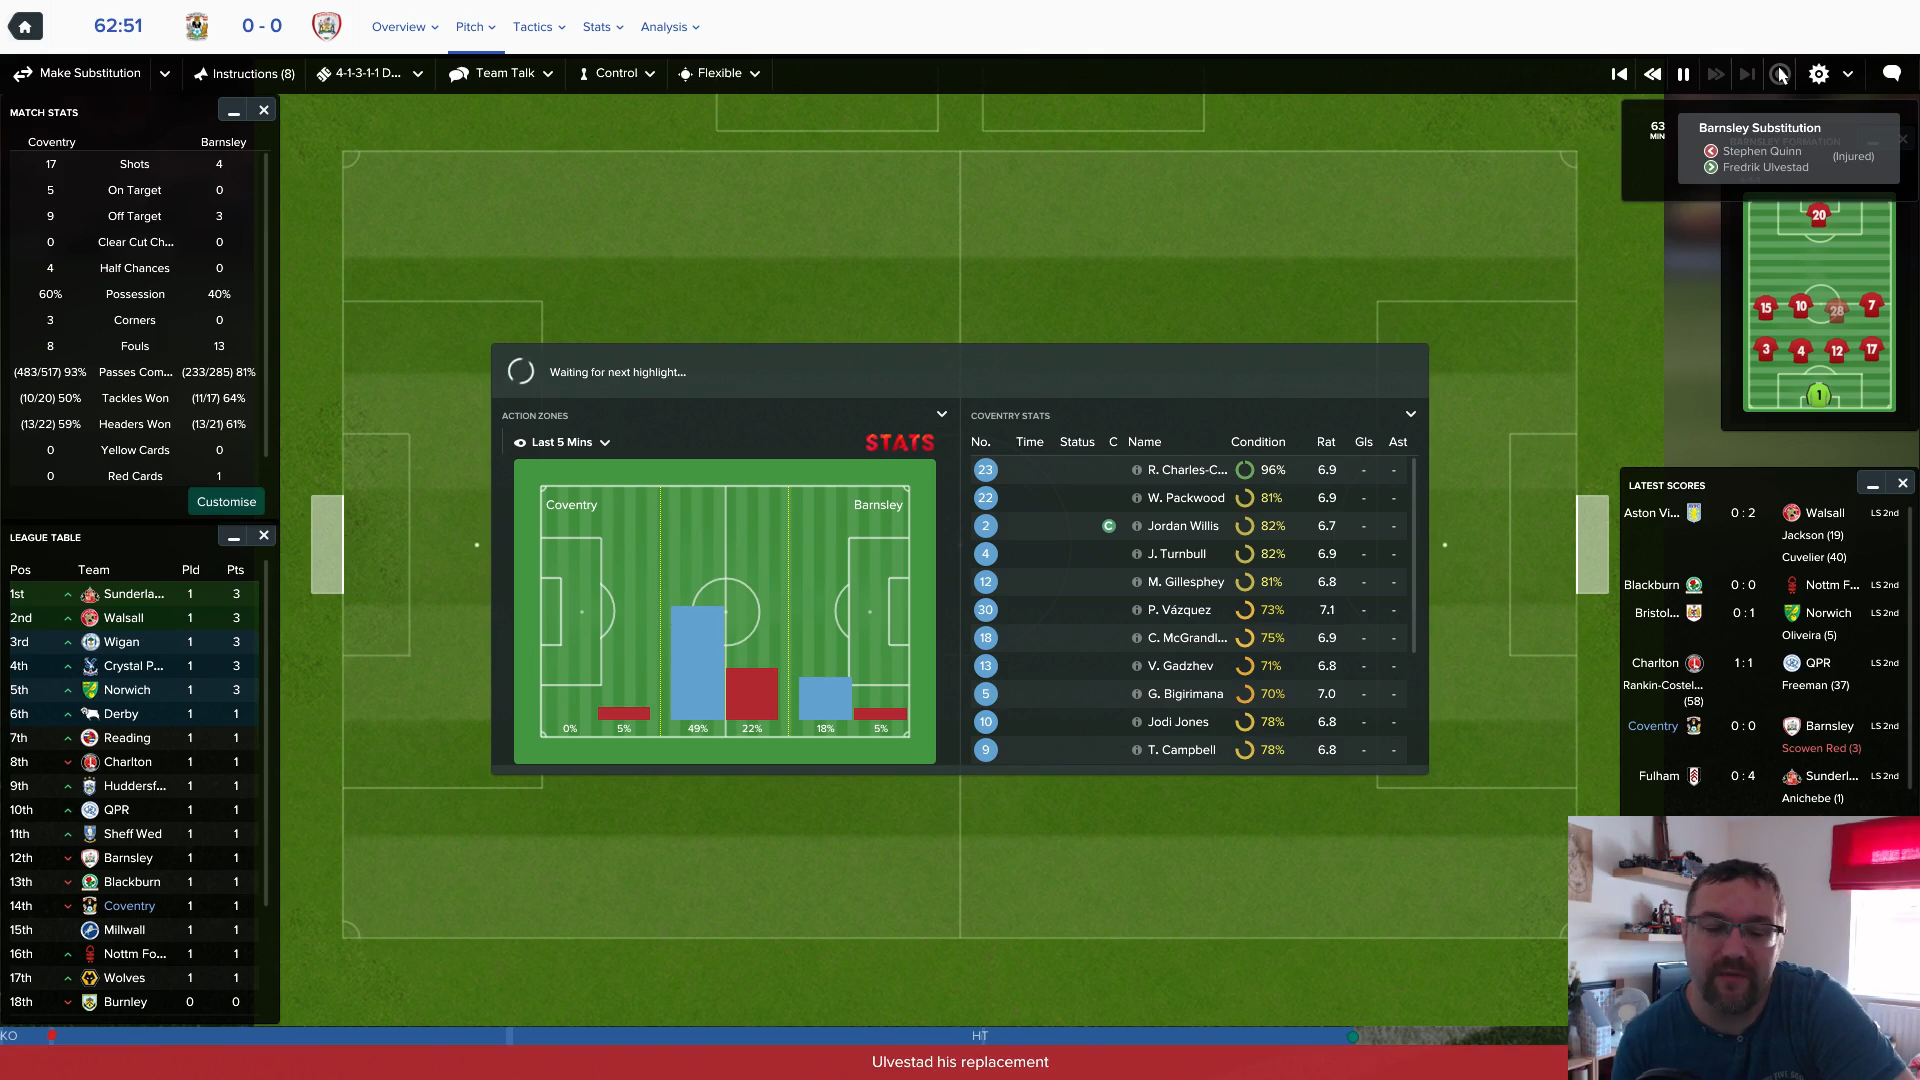 62:51
0 - 0
Overview
Pitch
Tactics
Stats
Analysis
Make Substitution
Instructions (8)
4-1-3-1-1 D...
Team Talk
Control
Flexible
MATCH STATS
Coventry
Barnsley
17 Shots 4
5 On Target 0
9 Off Target 3
0 Clear Cut Ch... 0
4 Half Chances 0
60% Possession 40%
3 Corners 0
8 Fouls 13
(483/517) 93% Passes Com... (233/285) 81%
(10/20) 50% Tackles Won (11/17) 64%
(13/22) 59% Headers Won (13/21) 61%
0 Yellow Cards 0
0 Red Cards 1
Customise
LEAGUE TABLE
Pos Team Pld Pts
1st Sunderla... 1 3
2nd Walsall 1 3
3rd Wigan 1 3
4th Crystal P... 1 3
5th Norwich 1 3
6th Derby 1 1
7th Reading 1 1
8th Charlton 1 1
9th Huddersf... 1 1
10th QPR 1 1
11th Sheff Wed 1 1
12th Barnsley 1 1
13th Blackburn 1 1
14th Coventry 1 1
15th Millwall 1 1
16th Nottm Fo... 1 1
17th Wolves 1 1
18th Burnley 0 0
Waiting for next highlight...
ACTION ZONES
Last 5 Mins
STATS
Coventry
Barnsley
0% 5% 49% 22% 18% 5%
COVENTRY STATS
No. Time Status C Name Condition Rat Gls Ast
23 R. Charles-C... 96% 6.9 - -
22 W. Packwood 81% 6.9 - -
2 C Jordan Willis 82% 6.7 - -
4 J. Turnbull 82% 6.9 - -
12 M. Gillesphey 81% 6.8 - -
30 P. Vázquez 73% 7.1 - -
18 C. McGrandl... 75% 6.9 - -
13 V. Gadzhev 71% 6.8 - -
5 G. Bigirimana 70% 7.0 - -
10 Jodi Jones 78% 6.8 - -
9 T. Campbell 78% 6.8 - -
63
MIN
Barnsley Substitution
Stephen Quinn
Fredrik Ulvestad
(Injured)
20
15 10 28 7
3 4 12 17
1
LATEST SCORES
Aston Vi... 0 : 2 Walsall LS 2nd
Jackson (19)
Cuvelier (40)
Blackburn 0 : 0 Nottm F... LS 2nd
Bristol... 0 : 1 Norwich LS 2nd
Oliveira (5)
Charlton 1 : 1 QPR LS 2nd
Rankin-Costel... Freeman (37)
(58)
Coventry 0 : 0 Barnsley LS 2nd
Scowen Red (3)
Fulham 0 : 4 Sunderl... LS 2nd
Anichebe (1)
KO
HT
Ulvestad his replacement